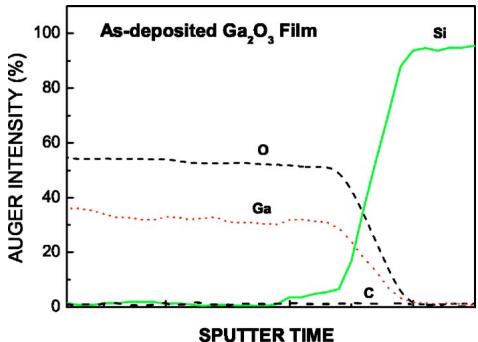 As-deposited Ga₂O₃ Film
Si
100
80
60
40
20
0
O
Ga
C
AUGER INTENSITY (%)
SPUTTER TIME